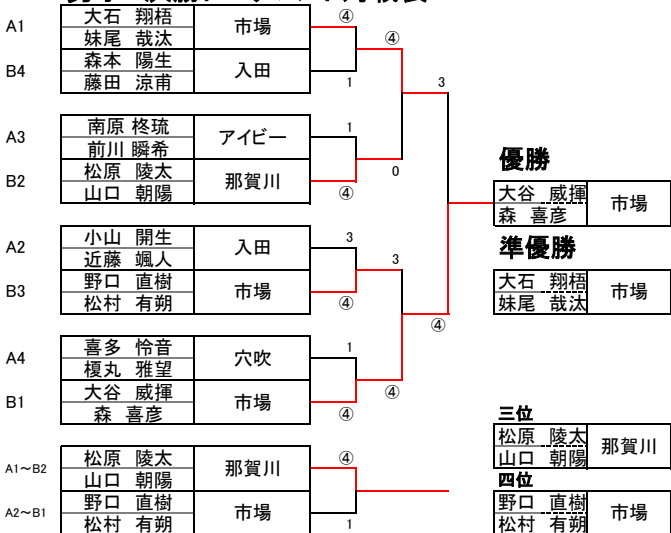 A1
大石 翔梧
妹尾 哉汰
市場
④
B4
森本 陽生
藤田 涼甫
入田
1
④
3
A3
南原 柊琉
前川 瞬希
アイビー
1
B2
松原 陵太
山口 朝陽
那賀川
④
0
A2
小山 開生
近藤 颯人
入田
3
B3
野口 直樹
松村 有朔
市場
④
3
④
A4
喜多 怜音
榎丸 雅望
穴吹
1
B1
大谷 威揮
森 喜彦
市場
④
④
A1～B2
松原 陵太
山口 朝陽
那賀川
④
A2～B1
野口 直樹
松村 有朔
市場
1
優勝
大谷 威揮
森 喜彦
市場
準優勝
大石 翔梧
妹尾 哉汰
市場
三位
松原 陵太
山口 朝陽
那賀川
四位
野口 直樹
松村 有朔
市場